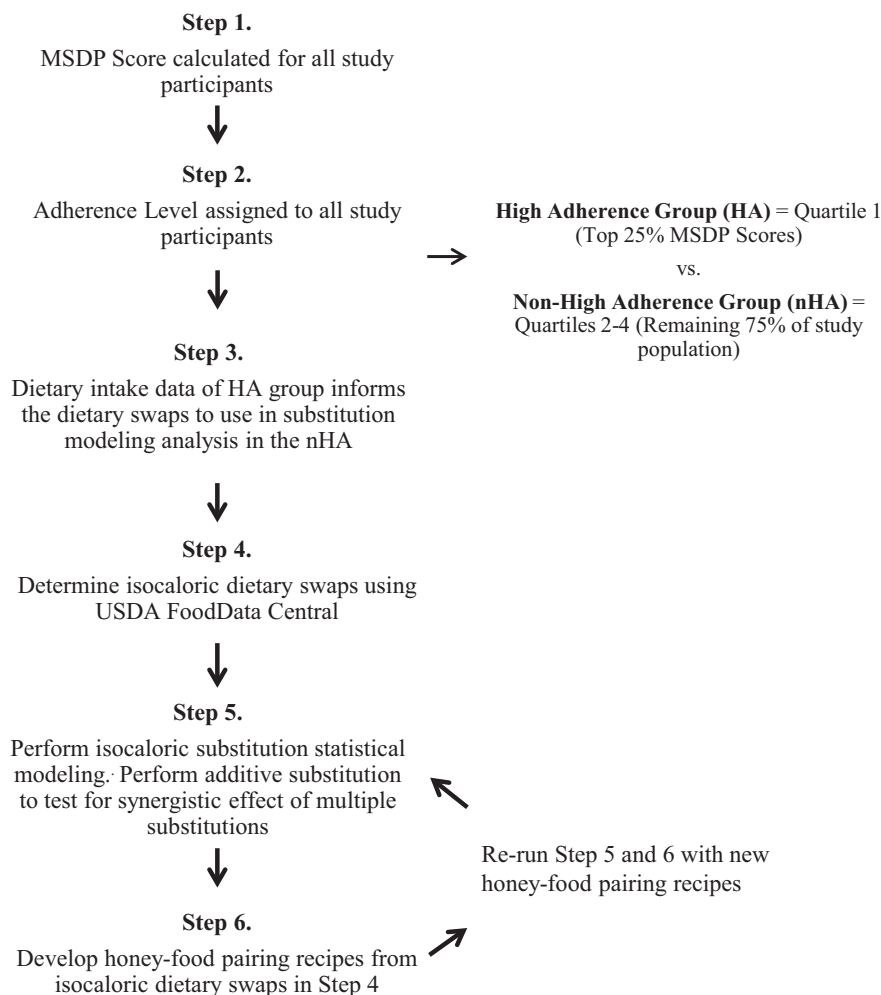 Step 1.
MSDP Score calculated for all study
participants
Step 2.
Adherence Level assigned to all study
participants
High Adherence Group (HA) = Quartile 1
(Top 25% MSDP Scores)
vs.
Non-High Adherence Group (nHA) =
Quartiles 2-4 (Remaining 75% of study
population)
Step 3.
Dietary intake data of HA group informs
the dietary swaps to use in substitution
modeling analysis in the nHA
Step 4.
Determine isocaloric dietary swaps using
USDA FoodData Central
Step 5.
Perform isocaloric substitution statistical
modeling. Perform additive substitution
to test for synergistic effect of multiple
substitutions
Re-run Step 5 and 6 with new
honey-food pairing recipes
Step 6.
Develop honey-food pairing recipes from
isocaloric dietary swaps in Step 4